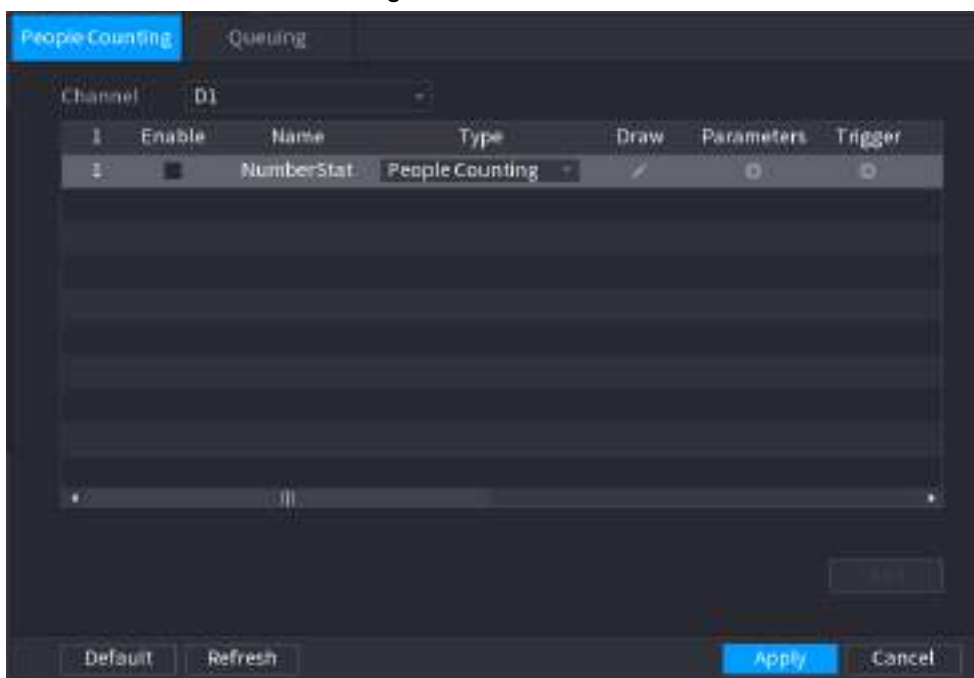 People Counting Queuing
Channel D1
1 Enable Name Type Draw Parameters Trigger
1 NumberStat People Counting
Default Refresh Apply Cancel